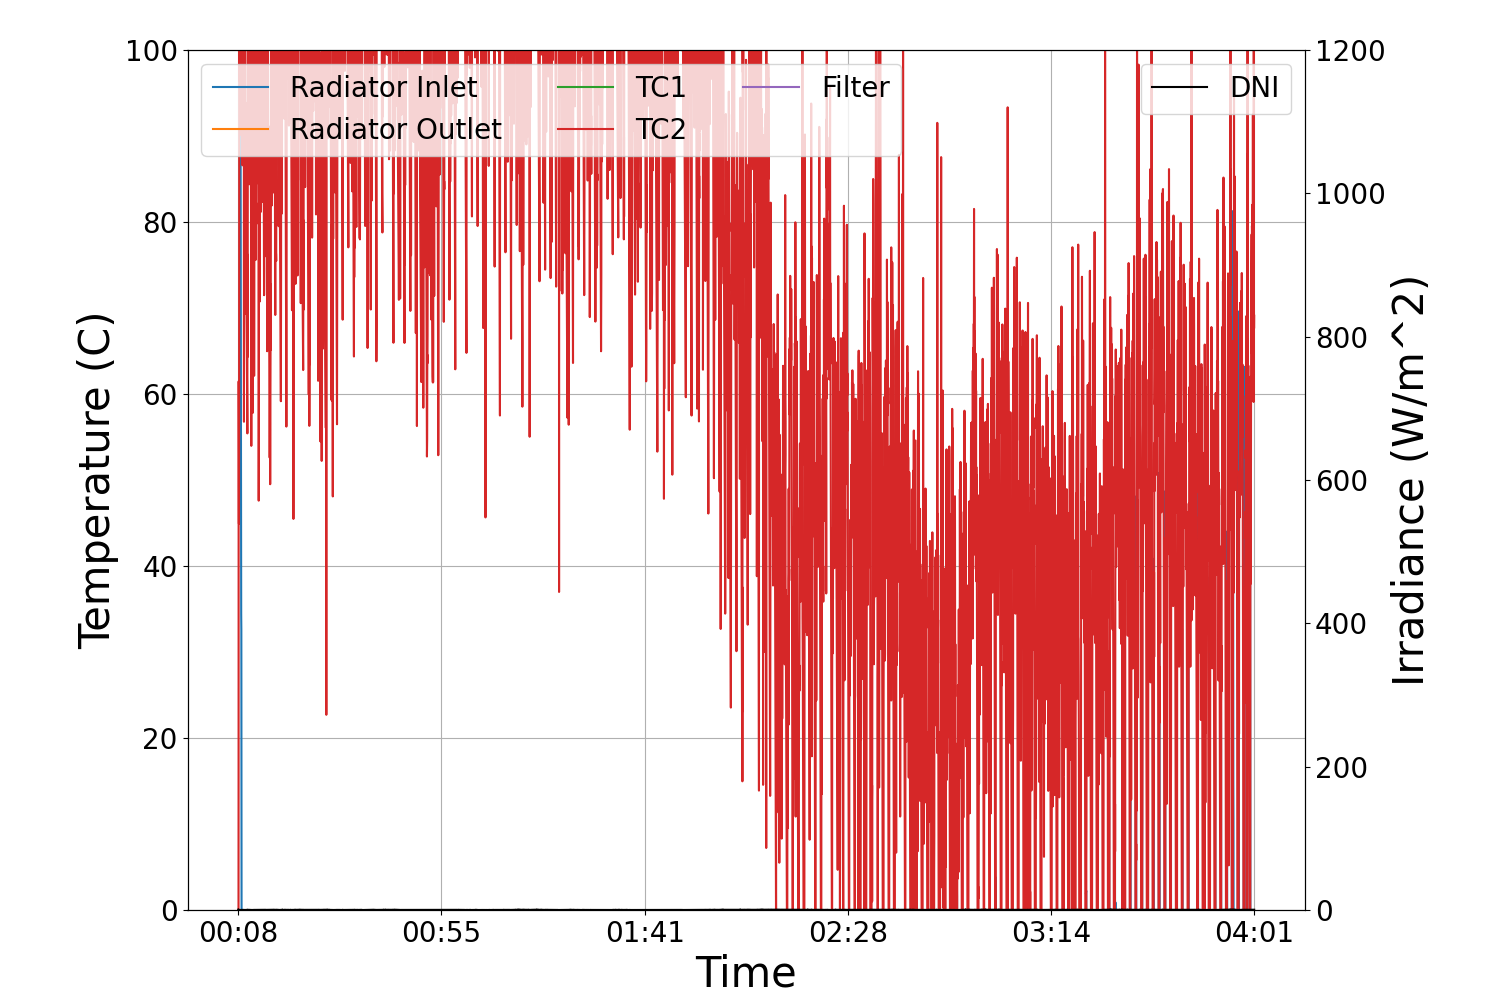 100
80
60
40
20
0
Temperature (C)
Radiator Inlet
Radiator Outlet
TC1
TC2
Filter
DNI
1200
1000
800
600
400
200
0
Irradiance (W/m^2)
00:08 00:55 01:41 02:28 03:14 04:01
Time